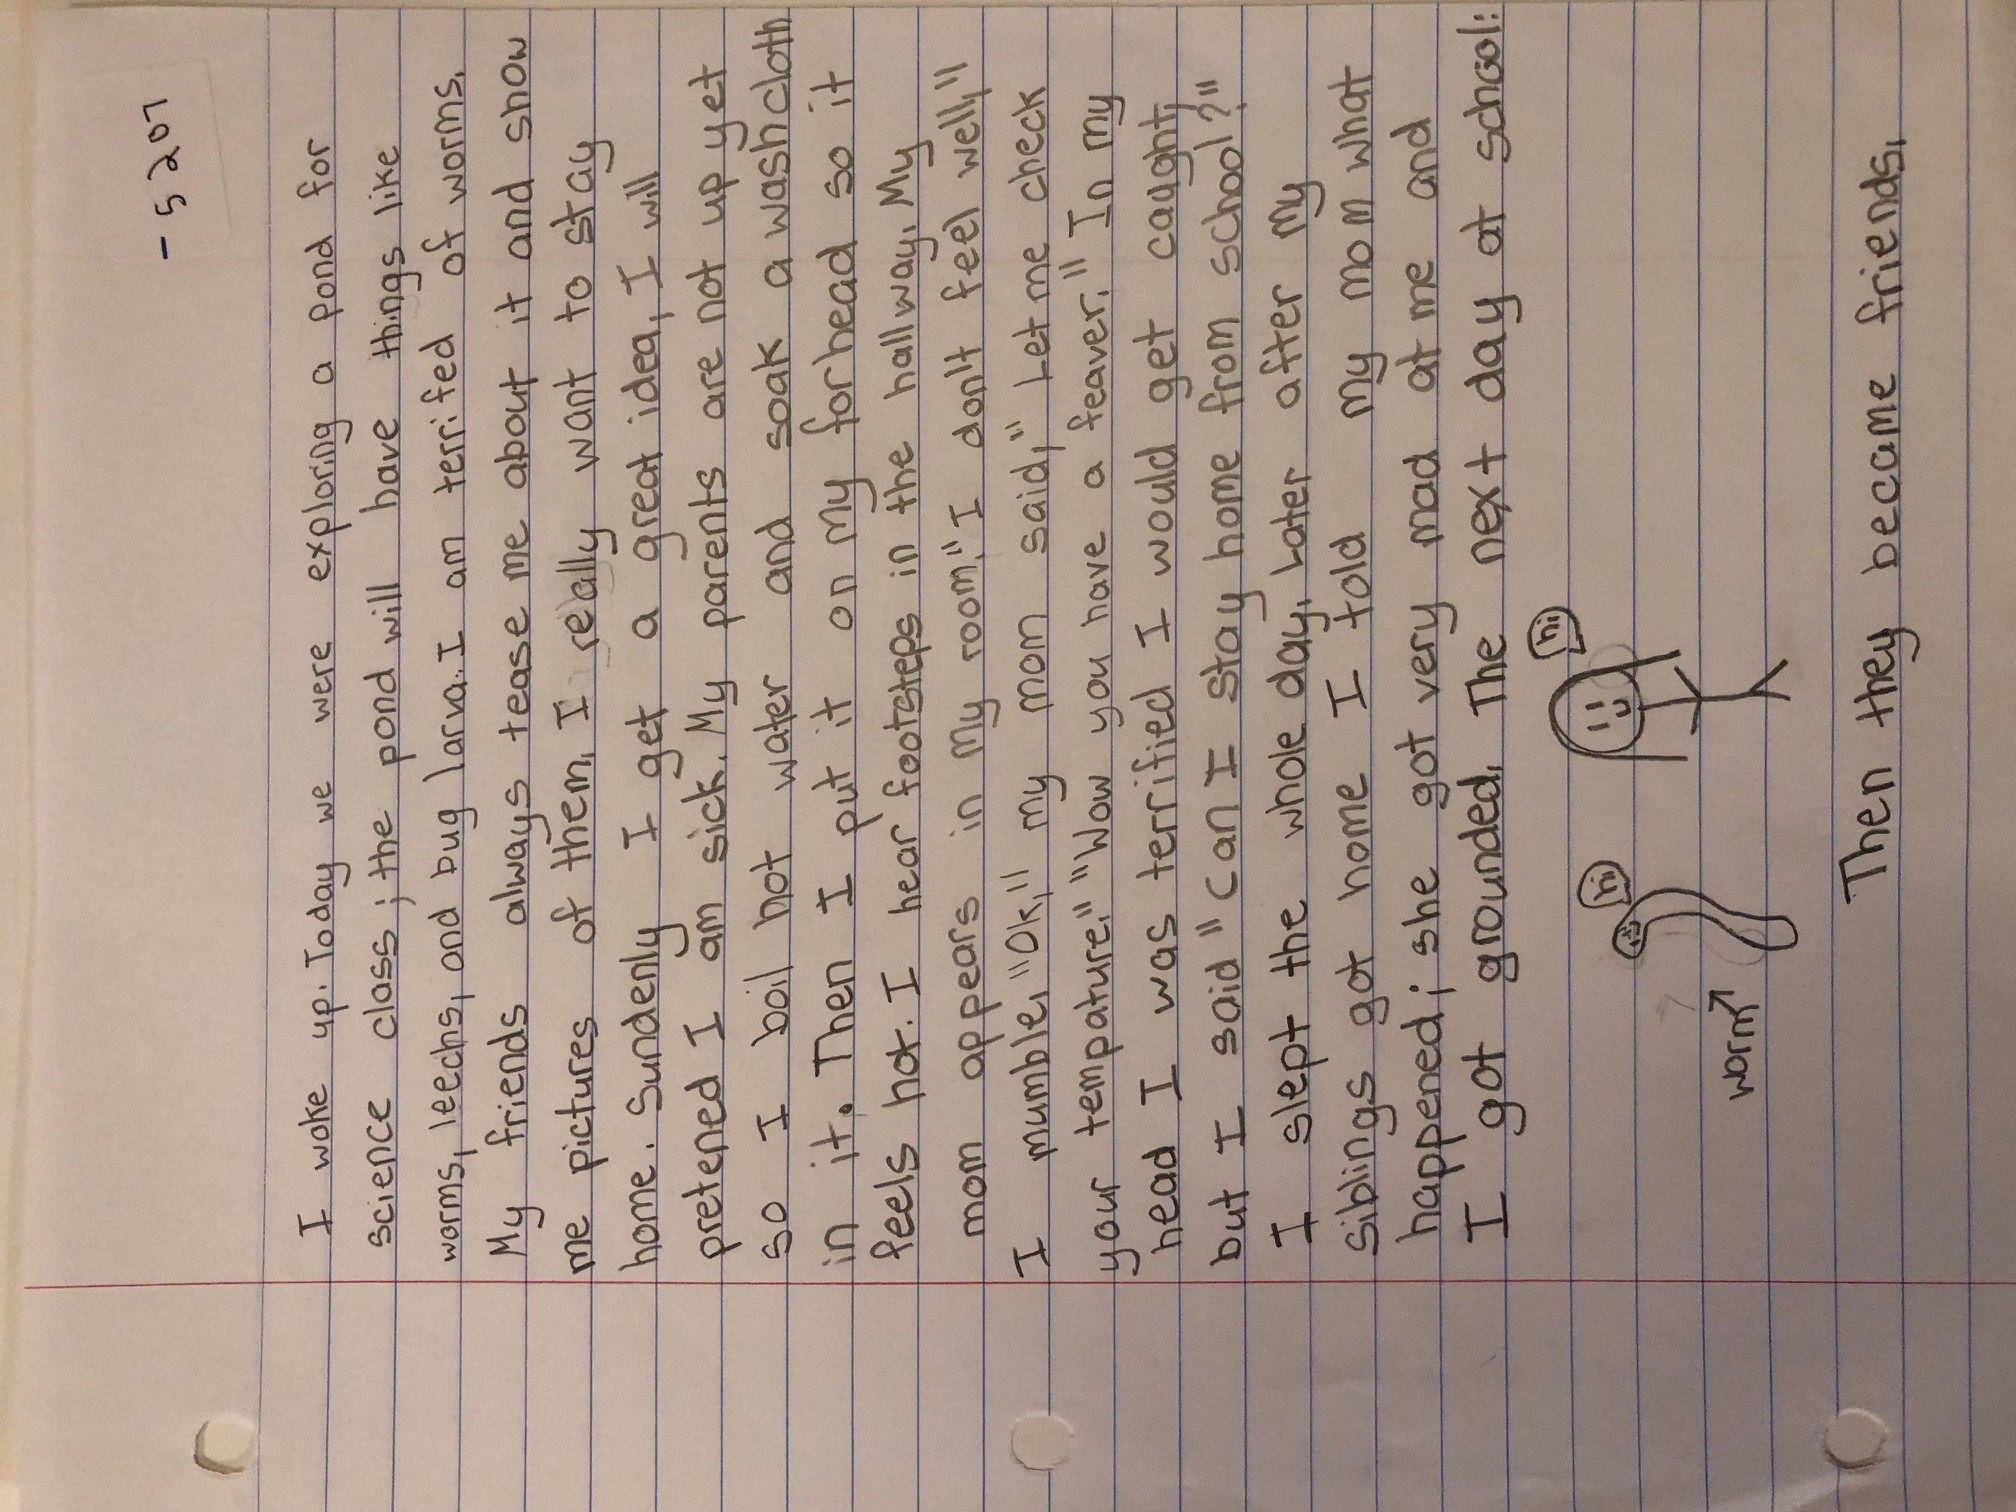 - 5207
I woke up. Today we were exploring a pond for
science class; the pond will have things like
worms, leechs, and bug larva. I am terrifed of worms.
My friends always tease me about it and show
me pictures of them. I really want to stay
home. Sundenly I get a great idea, I will
pretened I am sick. My parents are not up yet
so I boil hot water and soak a washcloth
in it. Then I put it on my forhead so it
feels hot. I hear footsteps in the hallway. My
mom appears in my room."I don't feel well,"
I mumble. "Ok," my mom said," Let me check
your tempature." "Wow you have a feaver." In my
head I was terrified I would get caught,
but I said "Can I stay home from school?"
I slept the whole day. Later after my
siblings got home I told my mom what
happened; she got very mad at me and
I got grounded. The next day at school:
hi
hi
worm
Then they became friends.